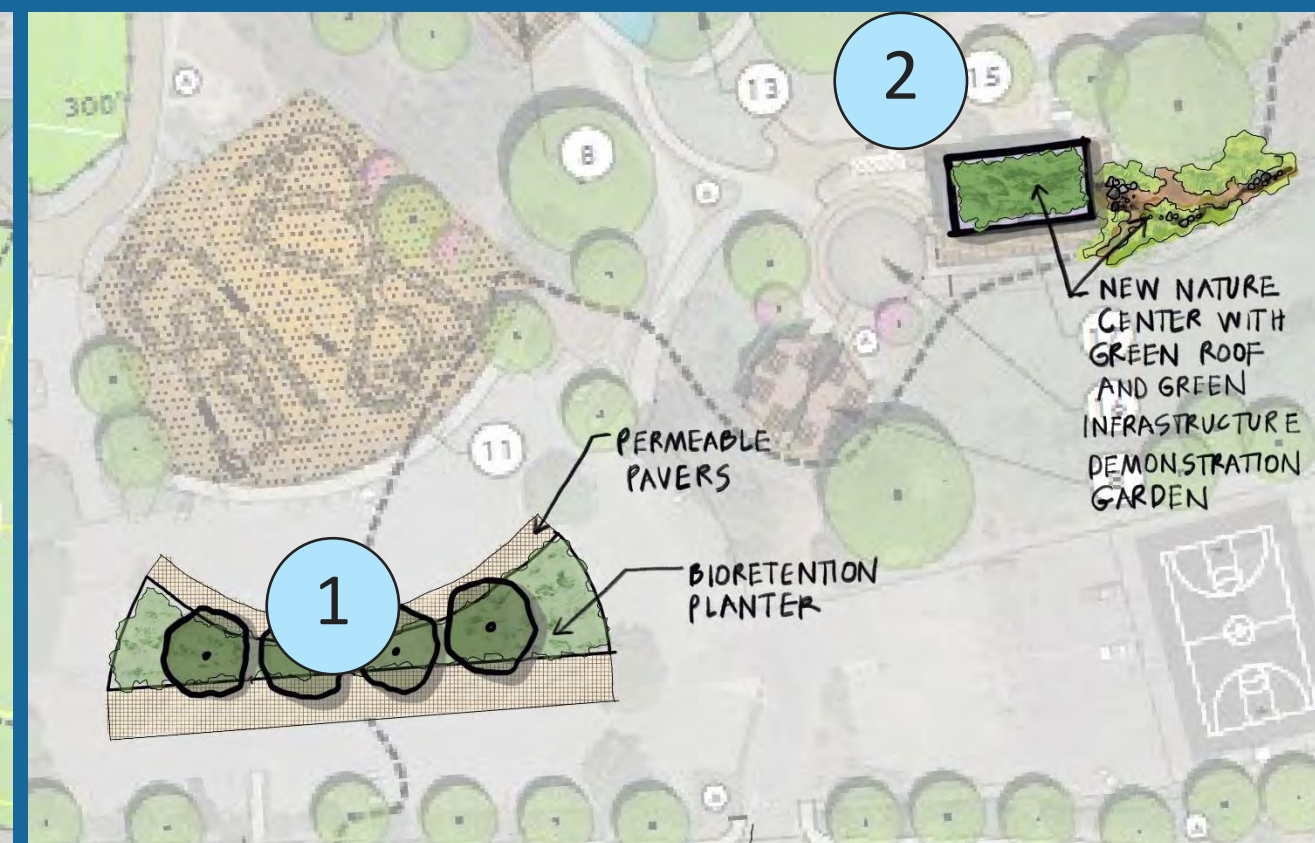 300'
8
13
2
15
NEW NATURE
CENTER WITH
GREEN ROOF
AND GREEN
INFRASTRUCTURE
DEMONSTRATION
GARDEN
11
PERMEABLE
PAVERS
1
BIORETENTION
PLANTER